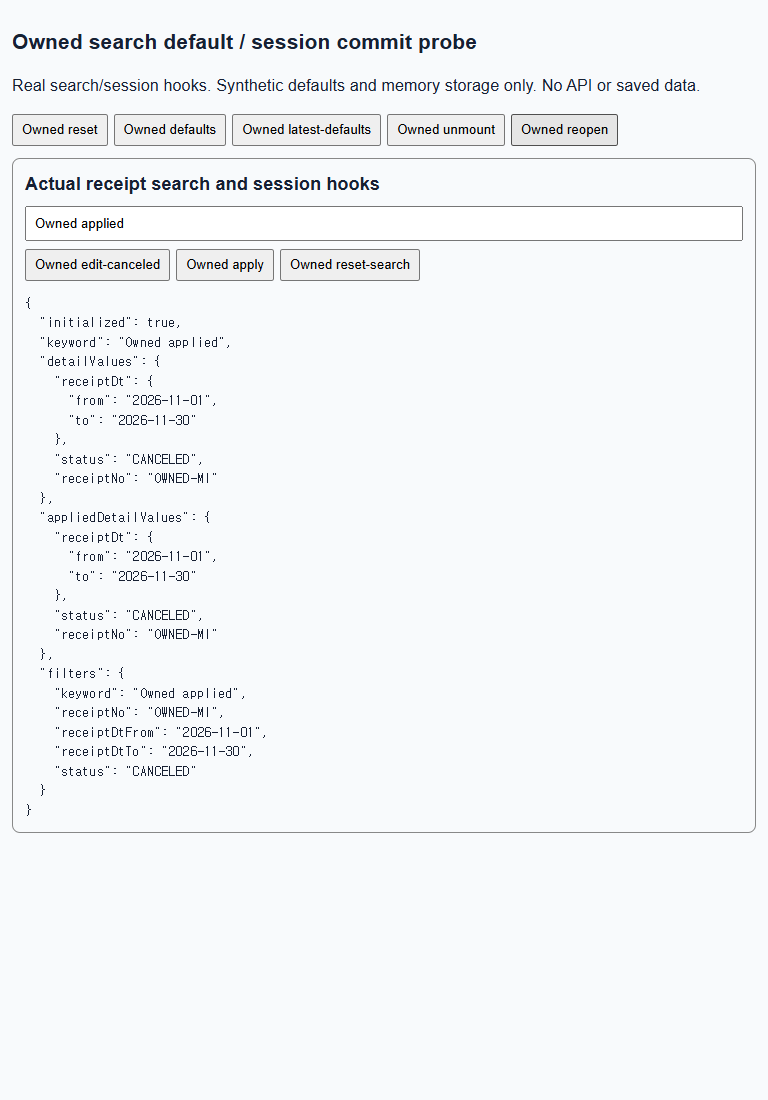 Owned search default / session commit probe
Real search/session hooks. Synthetic defaults and memory storage only. No API or saved data.
Owned reset Owned defaults Owned latest-defaults Owned unmount Owned reopen
Actual receipt search and session hooks
Owned applied
Owned edit-canceled Owned apply Owned reset-search
{
  "initialized": true,
  "keyword": "Owned applied",
  "detailValues": {
    "receiptDt": {
      "from": "2026-11-01",
      "to": "2026-11-30"
    },
    "status": "CANCELED",
    "receiptNo": "OWNED-MI"
  },
  "appliedDetailValues": {
    "receiptDt": {
      "from": "2026-11-01",
      "to": "2026-11-30"
    },
    "status": "CANCELED",
    "receiptNo": "OWNED-MI"
  },
  "filters": {
    "keyword": "Owned applied",
    "receiptNo": "OWNED-MI",
    "receiptDtFrom": "2026-11-01",
    "receiptDtTo": "2026-11-30",
    "status": "CANCELED"
  }
}